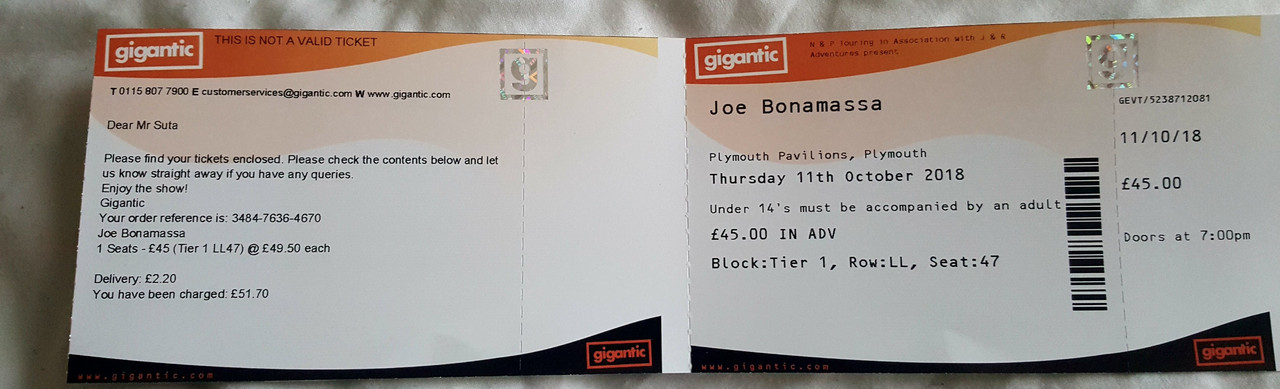 gigantic
THIS IS NOT A VALID TICKET
g
T 0115 807 7900 E customerservices@gigantic.com W www.gigantic.com
Dear Mr Suta
Please find your tickets enclosed. Please check the contents below and let
us know straight away if you have any queries.
Enjoy the show!
Gigantic
Your order reference is: 3484-7636-4670
Joe Bonamassa
1 Seats - £45 (Tier 1 LL47) @ £49.50 each
Delivery: £2.20
You have been charged: £51.70
gigantic
www.gigantic.com
gigantic
N & P Touring in Association with J & R
Adventures present
g
Joe Bonamassa
Plymouth Pavilions, Plymouth
Thursday 11th October 2018
Under 14's must be accompanied by an adult
£45.00 IN ADV
Block:Tier 1, Row:LL, Seat:47
GEVT/5238712081
11/10/18
£45.00
Doors at 7:00pm
gigantic
www.gigantic.com